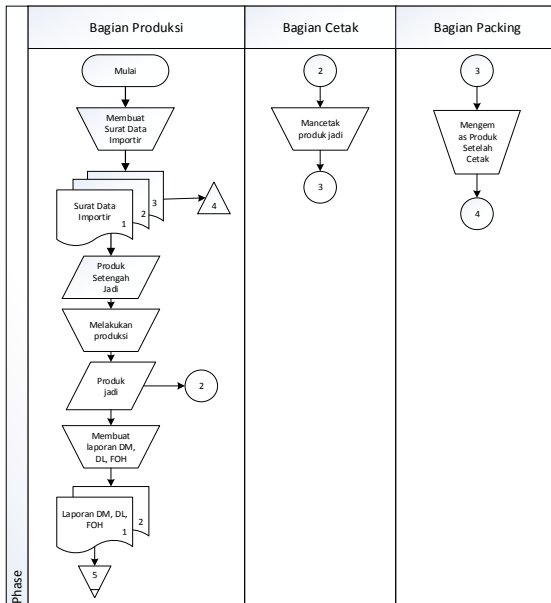 Bagian Produksi
Bagian Cetak
Bagian Packing
Mulai
Membuat
Surat Data
Importir
Surat Data
Importir
1
2
3
4
Produk
Setengah
Jadi
Melakukan
produksi
Produk
jadi
2
Membuat
laporan DM,
DL, FOH
Laporan DM, DL,
FOH
1
2
5
2
Mancetak
produk jadi
3
3
Mengem
as Produk
Setelah
Cetak
4
Phase